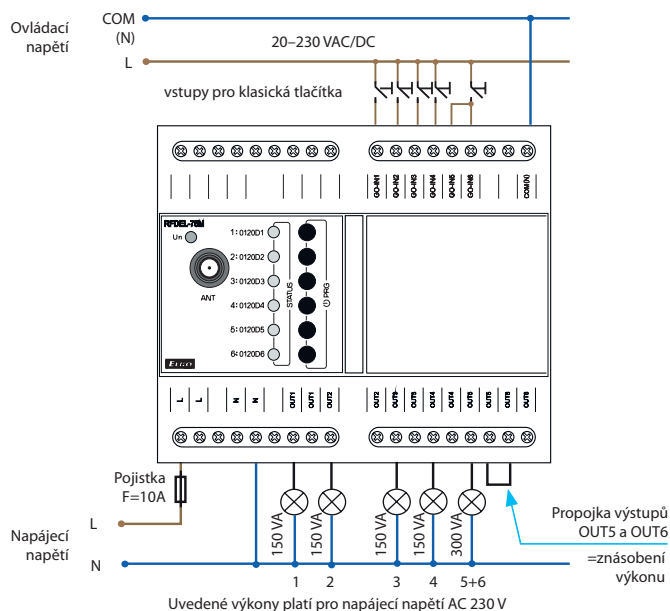 Ovládací
napětí
COM
(N)
L
20–230 VAC/DC
vstupy pro klasická tlačítka
GO-IN1
GO-IN2
GO-IN3
GO-IN4
GO-IN5
GO-IN6
COM(N)
RFDEL-76M
Un
ANT
1: 0120D1
2: 0120D2
3: 0120D3
4: 0120D4
5: 0120D5
6: 0120D6
STATUS
PRG
ELKO
L
L
N
N
OUT1
OUT1
OUT2
OUT2
OUT3
OUT3
OUT4
OUT4
OUT5
OUT5
OUT6
OUT6
Pojistka
F=10A
L
Napájecí
napětí
N
150 VA
150 VA
150 VA
150 VA
300 VA
1
2
3
4
5+6
Propojka výstupů
OUT5 a OUT6
=znásobení
výkonu
Uvedené výkony platí pro napájecí napětí AC 230 V